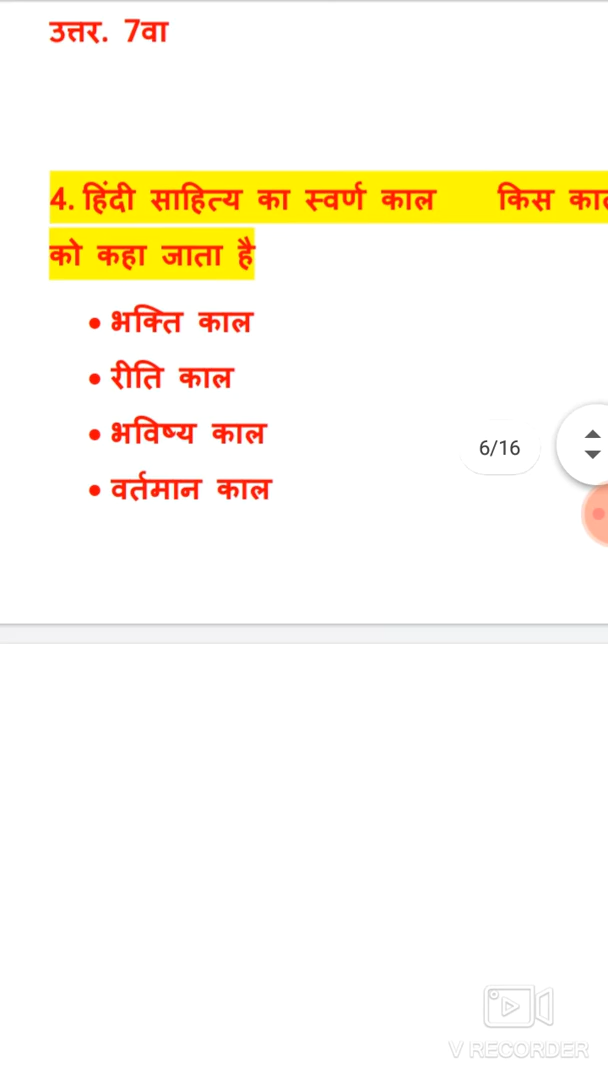 उत्तर. 7वा
4. हिंदी साहित्य का स्वर्ण काल किस
को कहा जाता है
• भक्ति काल
• रीति काल
• भविष्य काल
6/16
• वर्तमान काल
V RECORDER